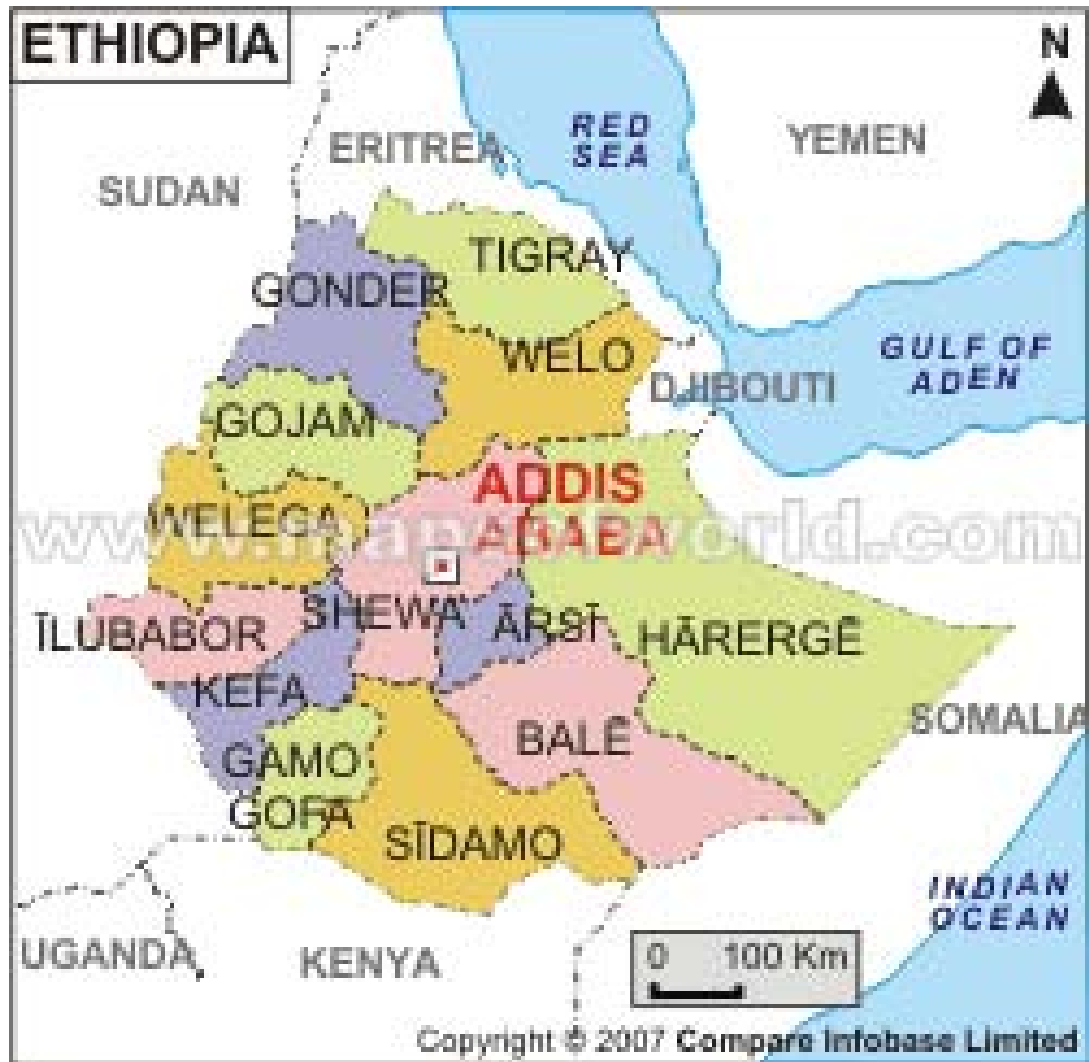 ETHIOPIA
N
RED
SEA
YEMEN
ERITREA
SUDAN
TIGRAY
GONDER
WELO
GULF OF
ADEN
DJIBOUTI
GOJAM
ADDIS
ABABA
WELEGA
www.mapsofworld.com
SHEWA
ĀRSĪ
HĀRERGĒ
ĪLUBABOR
KEFA
SOMALIA
BALĒ
GAMO
GOFA
SĪDAMO
INDIAN
OCEAN
UGANDA
KENYA
0 100 Km
Copyright © 2007 Compare Infobase Limited